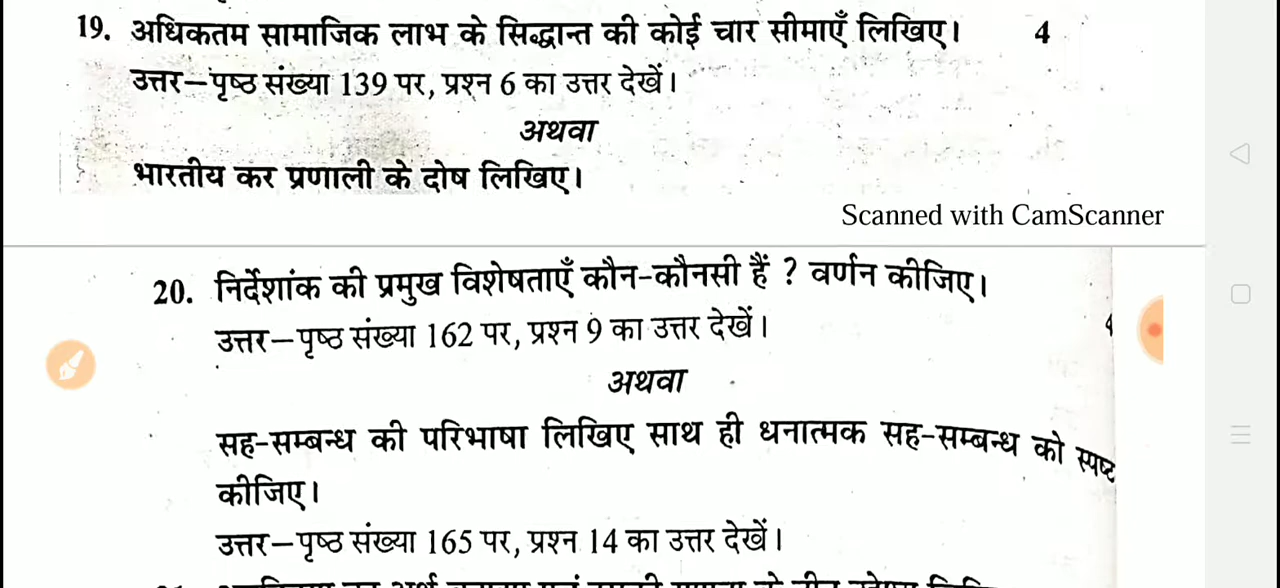 19. अधिकतम सामाजिक लाभ के सिद्धान्त की कोई चार सीमाएँ लिखिए। 4
उत्तर–पृष्ठ संख्या 139 पर, प्रश्न 6 का उत्तर देखें।
अथवा
भारतीय कर प्रणाली के दोष लिखिए।
Scanned with CamScanner
20. निर्देशांक की प्रमुख विशेषताएँ कौन-कौनसी हैं ? वर्णन कीजिए।
उत्तर–पृष्ठ संख्या 162 पर, प्रश्न 9 का उत्तर देखें।
अथवा
सह-सम्बन्ध की परिभाषा लिखिए साथ ही धनात्मक सह-सम्बन्ध को स्पष्ट
कीजिए।
उत्तर–पृष्ठ संख्या 165 पर, प्रश्न 14 का उत्तर देखें।